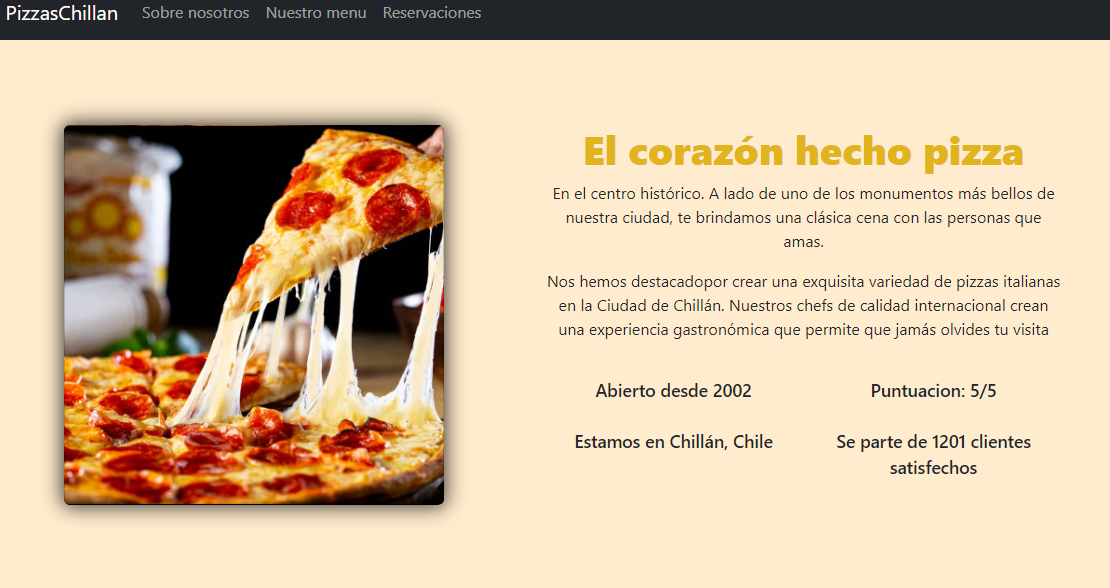 PizzasChillan Sobre nosotros Nuestro menu Reservaciones
El corazón hecho pizza
En el centro histórico. A lado de uno de los monumentos más bellos de
nuestra ciudad, te brindamos una clásica cena con las personas que
amas.
Nos hemos destacadopor crear una exquisita variedad de pizzas italianas
en la Ciudad de Chillán. Nuestros chefs de calidad internacional crean
una experiencia gastronómica que permite que jamás olvides tu visita
Abierto desde 2002
Puntuacion: 5/5
Estamos en Chillán, Chile
Se parte de 1201 clientes
satisfechos